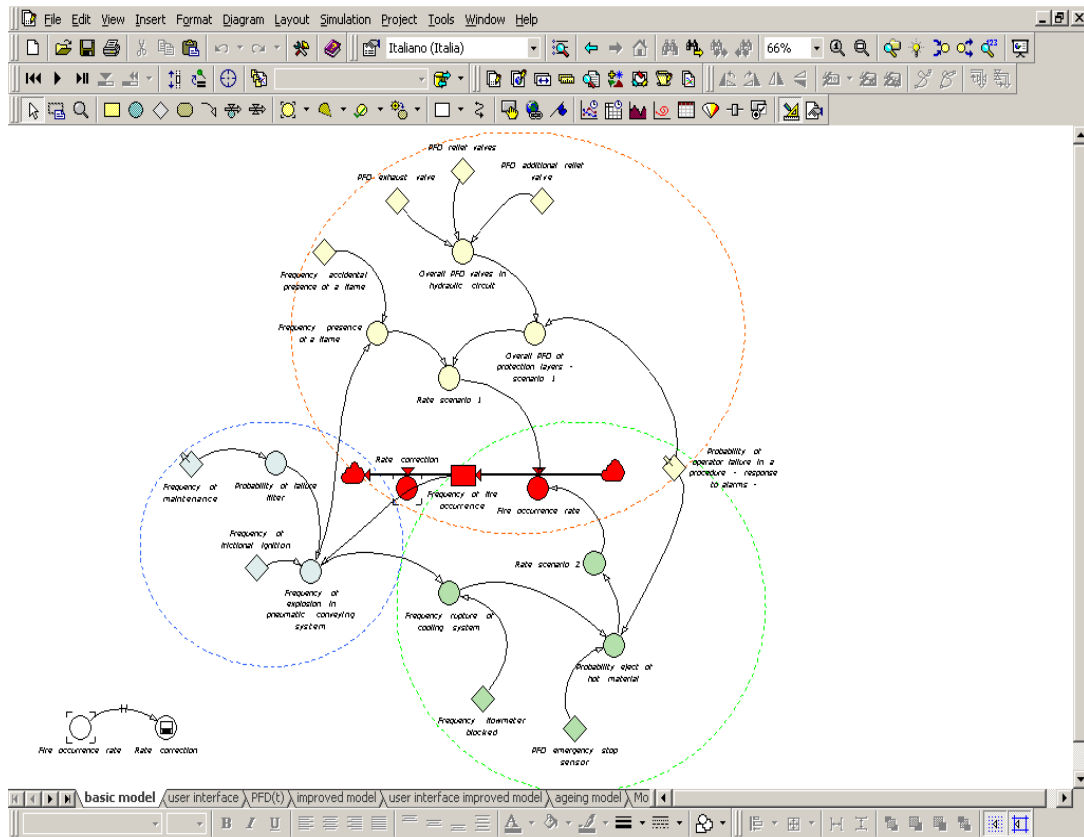 File Edit View Insert Format Diagram Layout Simulation Project Tools Window Help
Italiano (Italia)
66%
PFD relief valves
PFD exhaust valve
PFD additional relief
valve
Frequency accidental
presence of a flame
Overall PFD valves in
hydraulic circuit
Frequency presence
of a flame
Overall PFD of
protection layers -
scenario 1
Rate scenario 1
Rate correction
Probability of
operator failure in a
procedure - response
to alarms -
Frequency of
maintenance
Probability of failure
filter
Frequency of fire
occurrence
Fire occurrence rate
Frequency of
frictional ignition
Rate scenario 2
Frequency of
explosion in
pneumatic conveying
system
Frequency rupture of
cooling system
Probability eject of
hot material
Frequency flowmeter
blocked
PFD emergency stop
sensor
Fire occurrence rate
Rate correction
basic model
user interface
PFD(t)
improved model
user interface improved model
ageing model
Mo
B I U
A